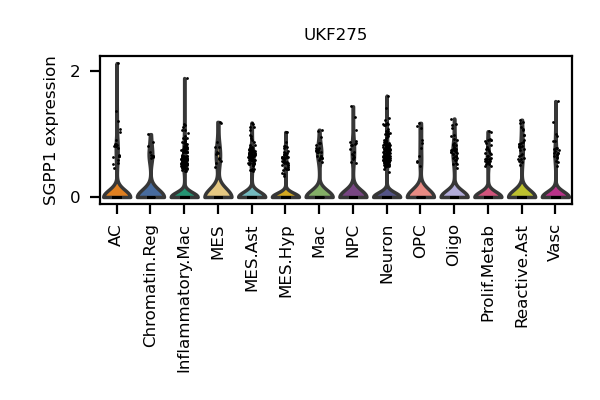 UKF275
SGPP1 expression
2
0
AC
Chromatin.Reg
Inflammatory.Mac
MES
MES.Ast
MES.Hyp
Mac
NPC
Neuron
OPC
Oligo
Prolif.Metab
Reactive.Ast
Vasc